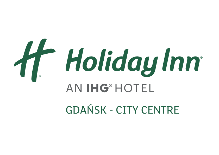 Holiday Inn®
AN IHG® HOTEL
GDAŃSK - CITY CENTRE